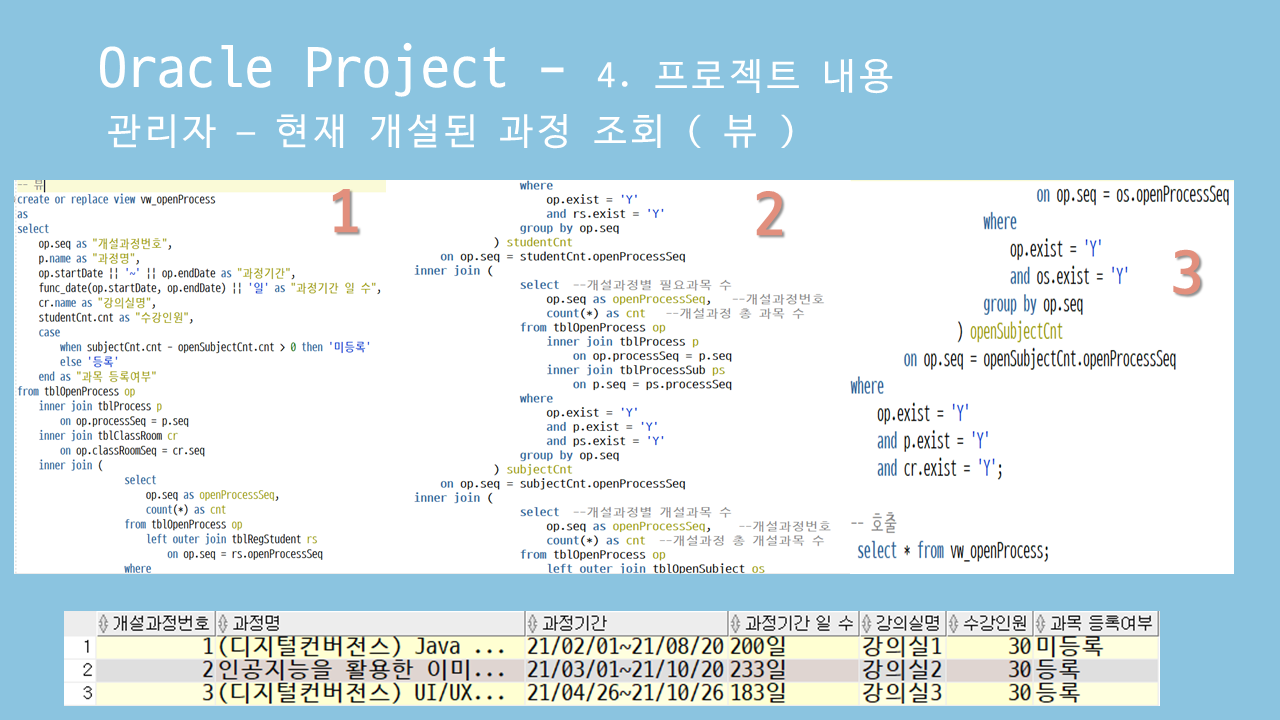 Oracle Project - 4. 프로젝트 내용
관리자 – 현재 개설된 과정 조회 ( 뷰 )
1
-- 뷰
create or replace view vw_openProcess
as
select
op.seq as "개설과정번호",
p.name as "과정명",
op.startDate || '~' || op.endDate as "과정기간",
func_date(op.startDate, op.endDate) || '일' as "과정기간 일 수",
cr.name as "강의실명",
studentCnt.cnt as "수강인원",
case
when subjectCnt.cnt - openSubjectCnt.cnt > 0 then '미등록'
else '등록'
end as "과목 등록여부"
from tblOpenProcess op
inner join tblProcess p
on op.processSeq = p.seq
inner join tblClassRoom cr
on op.classRoomSeq = cr.seq
inner join (
select
op.seq as openProcessSeq,
count(*) as cnt
from tblOpenProcess op
left outer join tblRegStudent rs
on op.seq = rs.openProcessSeq
where
2
where
op.exist = 'Y'
and rs.exist = 'Y'
group by op.seq
) studentCnt
on op.seq = studentCnt.openProcessSeq
inner join (
select --개설과정별 필요과목 수
op.seq as openProcessSeq, --개설과정번호
count(*) as cnt --개설과정 총 과목 수
from tblOpenProcess op
inner join tblProcess p
on op.processSeq = p.seq
inner join tblProcessSub ps
on p.seq = ps.processSeq
where
op.exist = 'Y'
and p.exist = 'Y'
and ps.exist = 'Y'
group by op.seq
) subjectCnt
on op.seq = subjectCnt.openProcessSeq
inner join (
select --개설과정별 개설과목 수
op.seq as openProcessSeq, --개설과정번호
count(*) as cnt --개설과정 총 개설과목 수
from tblOpenProcess op
left outer join tblOpenSubject os
3
on op.seq = os.openProcessSeq
where
op.exist = 'Y'
and os.exist = 'Y'
group by op.seq
) openSubjectCnt
on op.seq = openSubjectCnt.openProcessSeq
where
op.exist = 'Y'
and p.exist = 'Y'
and cr.exist = 'Y';
-- 호출
select * from vw_openProcess;
개설과정번호 과정명 과정기간 과정기간 일 수 강의실명 수강인원 과목 등록여부
1 1 (디지털컨버전스) Java ... 21/02/01~21/08/20 200일 강의실1 30 미등록
2 2 인공지능을 활용한 이미... 21/03/01~21/10/20 233일 강의실2 30 등록
3 3 (디지털컨버전스) UI/UX... 21/04/26~21/10/26 183일 강의실3 30 등록